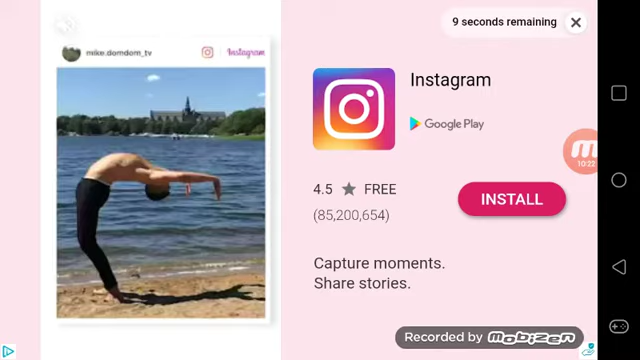 9 seconds remaining
mike.domdom_tv
Instagram
Instagram
Google Play
10:22
4.5 FREE
(85,200,654)
INSTALL
Capture moments.
Share stories.
Recorded by mobizen